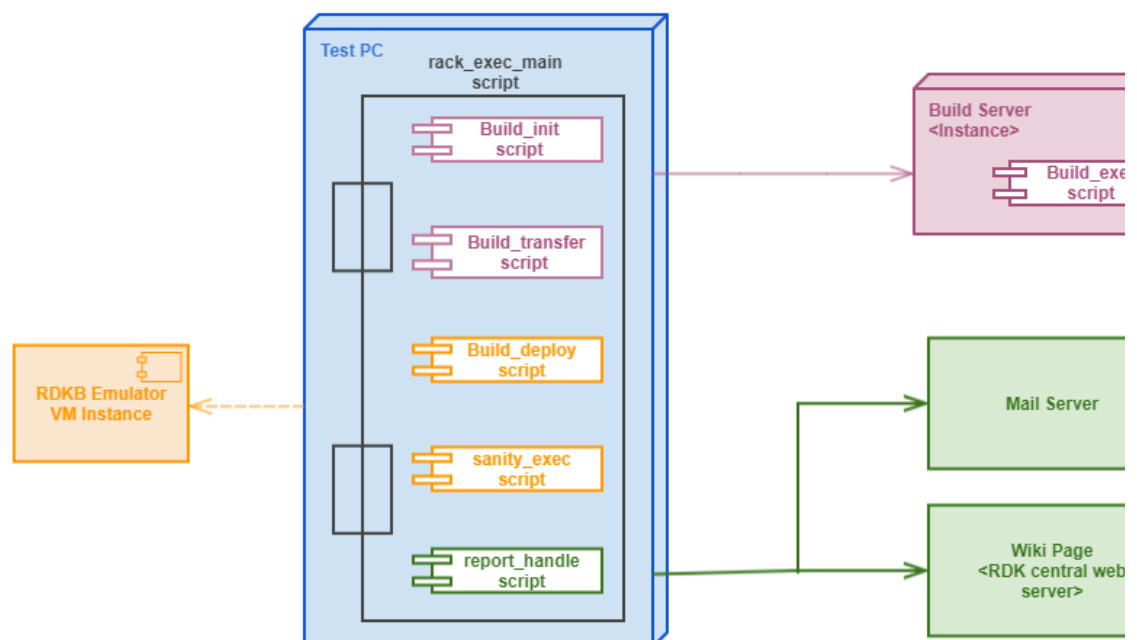 Test PC
rack_exec_main
script
Build_init
script
Build_transfer
script
Build_deploy
script
sanity_exec
script
report_handle
script
RDKB Emulator
VM Instance
Build Server
<Instance>
script
Mail Server
Wiki Page
<RDK central web
server>